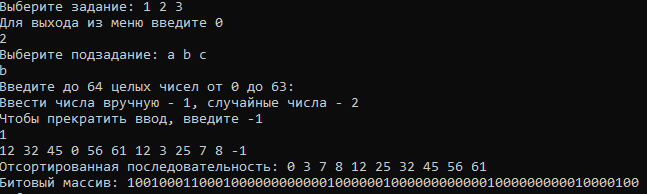 Выберите задание: 1 2 3
Для выхода из меню введите 0
2
Выберите подзадание: a b c
b
Введите до 64 целых чисел от 0 до 63:
Ввести числа вручную - 1, случайные числа - 2
Чтобы прекратить ввод, введите -1
1
12 32 45 0 56 61 12 3 25 7 8 -1
Отсортированная последовательность: 0 3 7 8 12 25 32 45 56 61
Битовый массив: 1001000110001000000000000100000010000000000001000000000010000100